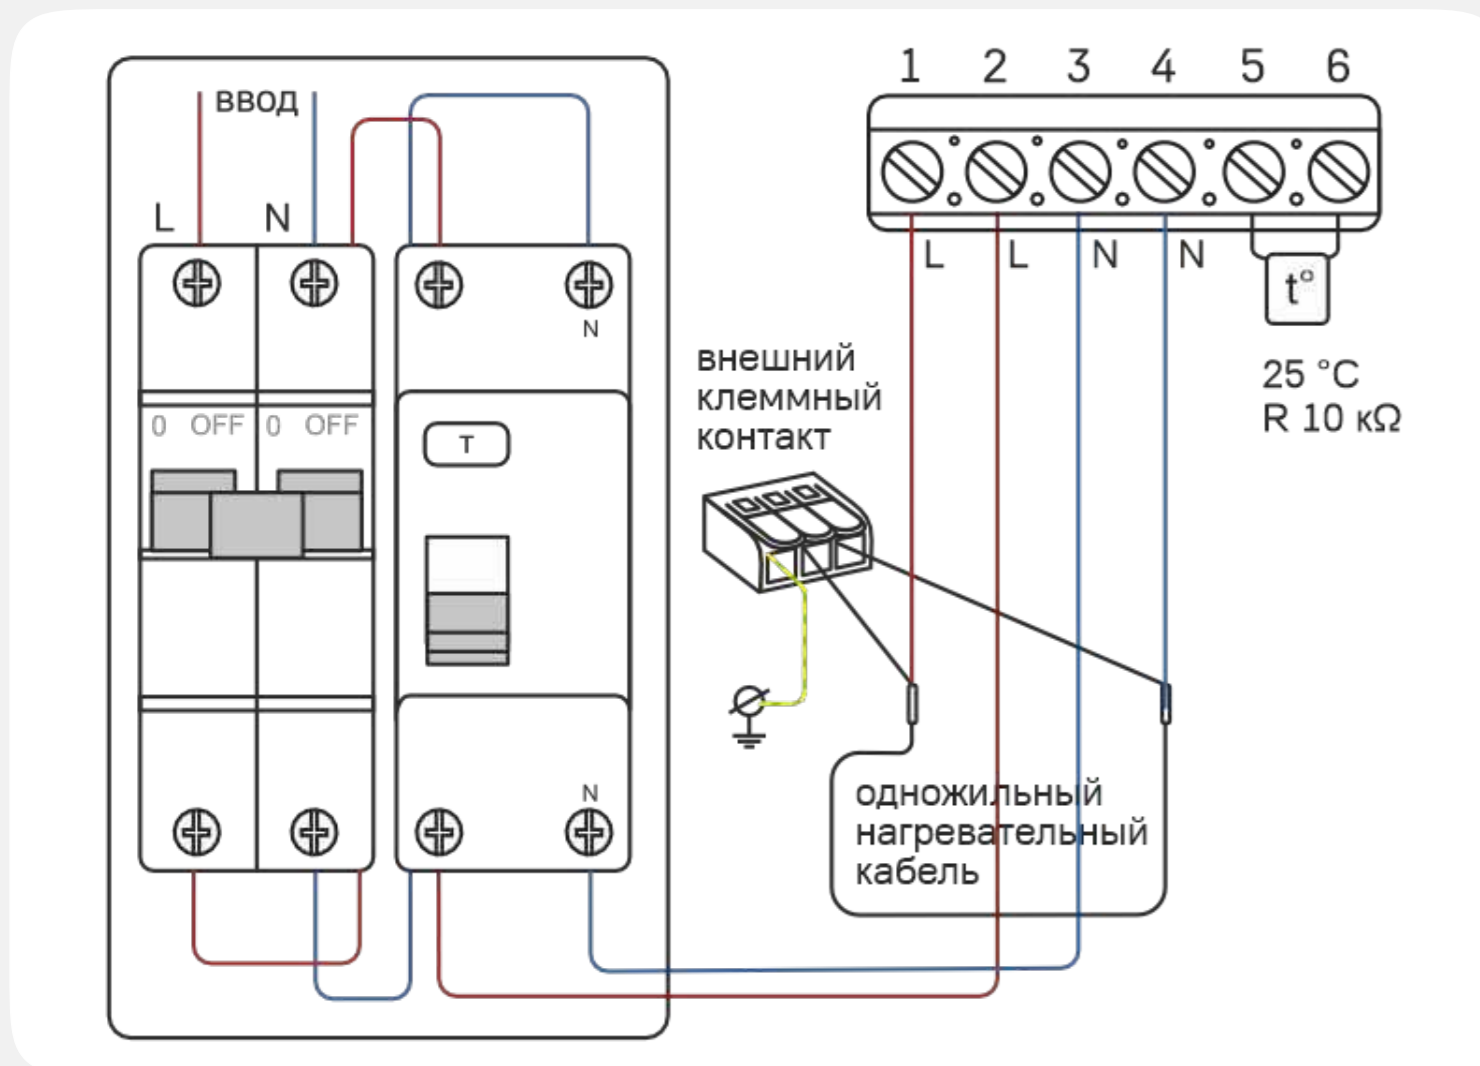 ВВОД
L N
N
0 OFF 0 OFF
T
N
1 2 3 4 5 6
L L N N
t°
25 °C
R 10 кΩ
внешний
клеммный
контакт
одножильный
нагревательный
кабель